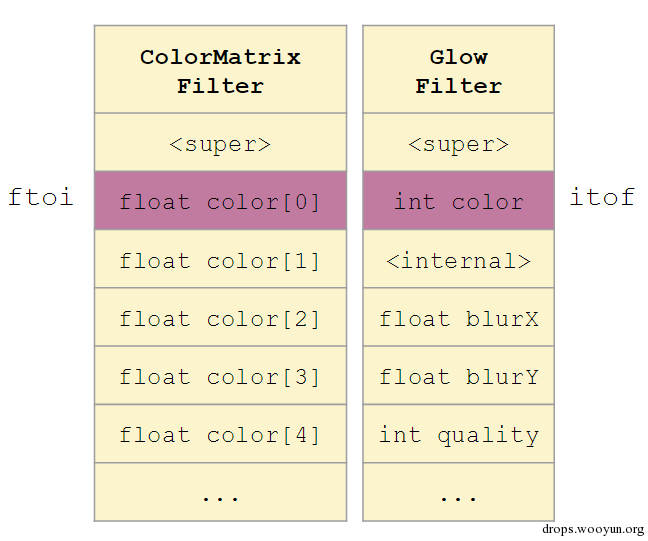 ColorMatrix
Filter
Glow
Filter
<super>
<super>
ftoi
float color[0]
int color
itof
float color[1]
<internal>
float color[2]
float blurX
float color[3]
float blurY
float color[4]
int quality
...
...
drops.wooyun.org